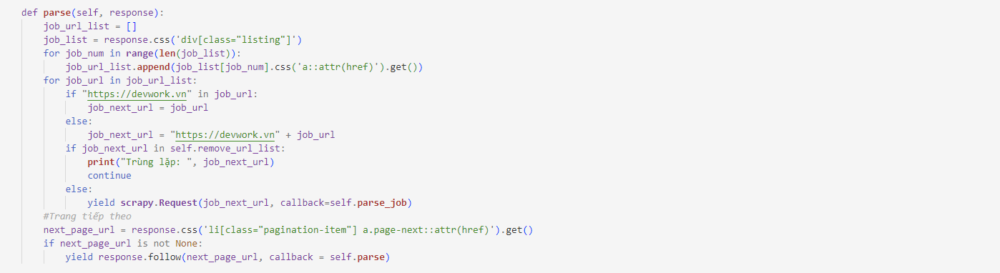 def parse(self, response):
    job_url_list = []
    job_list = response.css('div[class="listing"]')
    for job_num in range(len(job_list)):
        job_url_list.append(job_list[job_num].css('a::attr(href)').get())
    for job_url in job_url_list:
        if "https://devwork.vn" in job_url:
            job_next_url = job_url
        else:
            job_next_url = "https://devwork.vn" + job_url
        if job_next_url in self.remove_url_list:
            print("Trùng lặp: ", job_next_url)
            continue
        else:
            yield scrapy.Request(job_next_url, callback=self.parse_job)
    #Trang tiếp theo
    next_page_url = response.css('li[class="pagination-item"] a.page-next::attr(href)').get()
    if next_page_url is not None:
        yield response.follow(next_page_url, callback = self.parse)